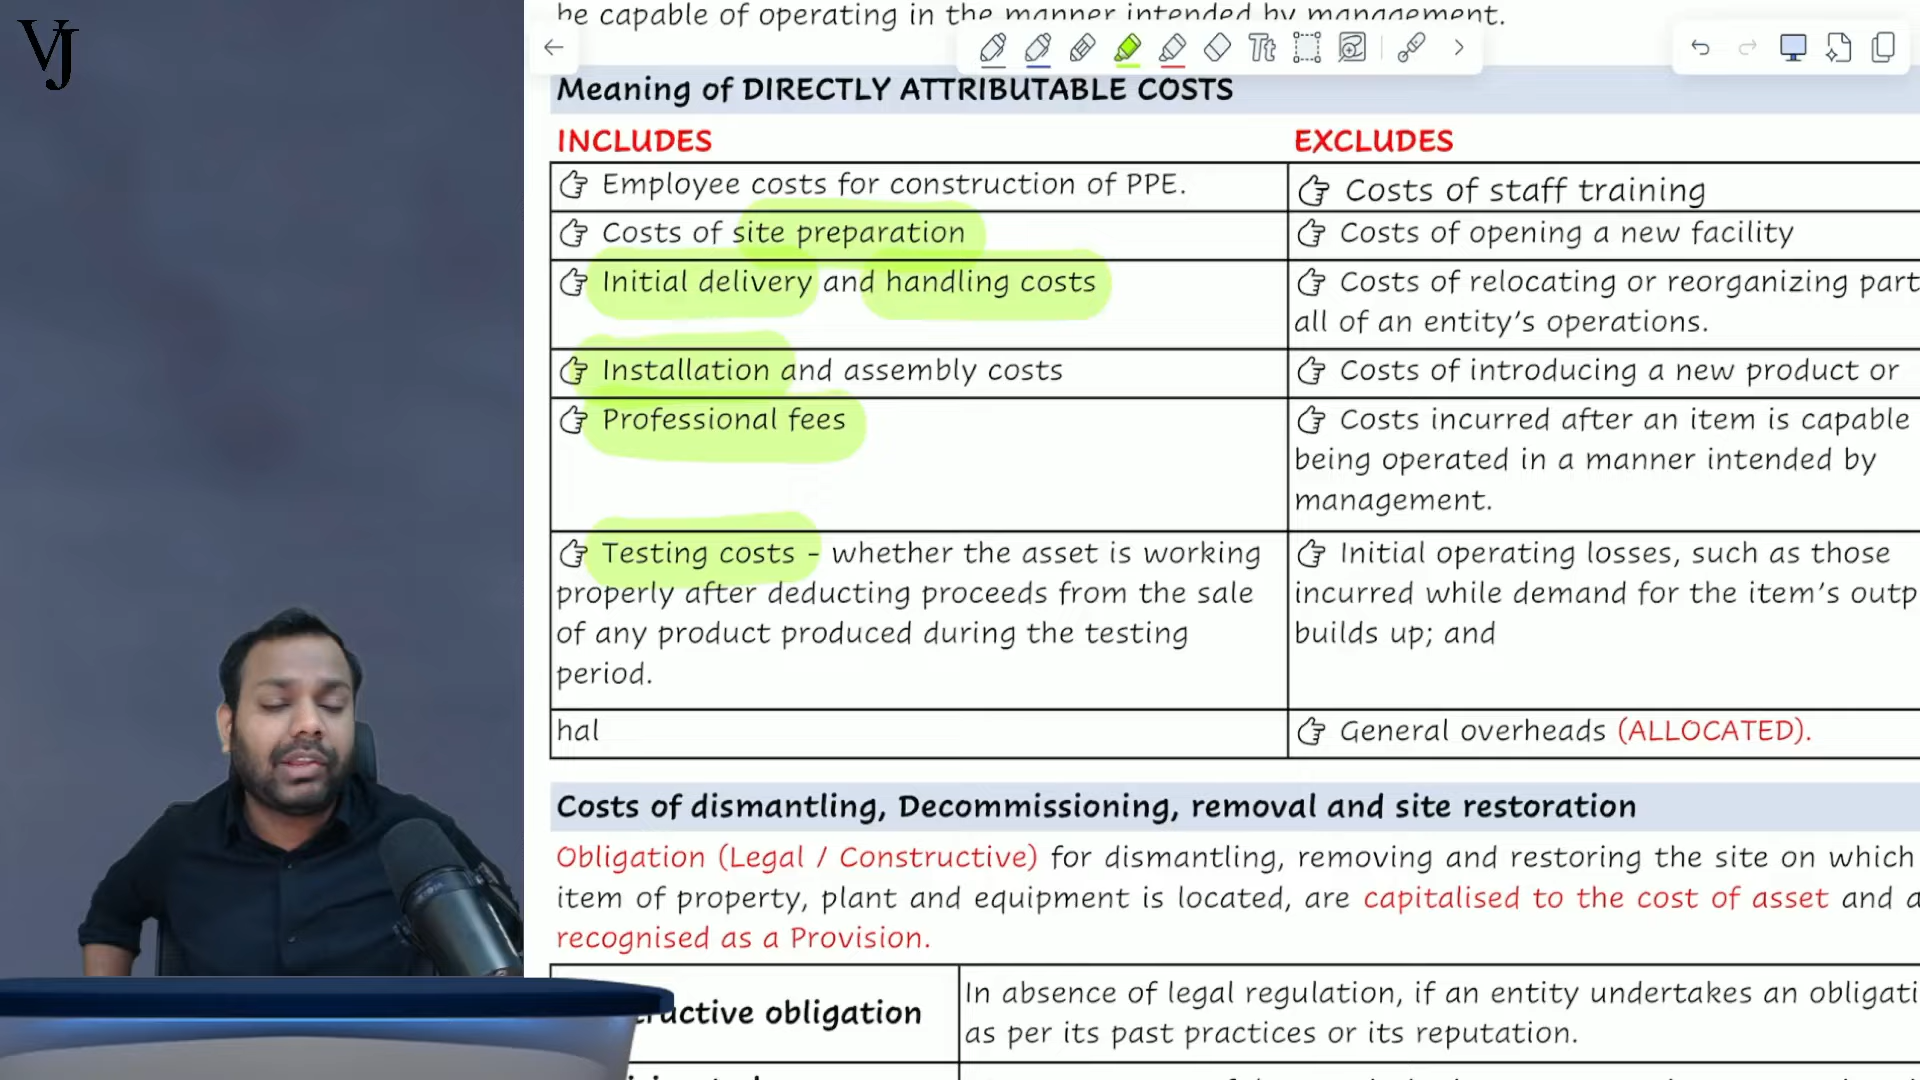 VJ
be capable of operating in the manner intended by management.
Tt
Meaning of DIRECTLY ATTRIBUTABLE COSTS
INCLUDES
EXCLUDES
Employee costs for construction of PPE.
Costs of staff training
Costs of site preparation
Costs of opening a new facility
Initial delivery and handling costs
Costs of relocating or reorganizing part
all of an entity's operations.
Installation and assembly costs
Costs of introducing a new product or
Professional fees
Costs incurred after an item is capable
being operated in a manner intended by
management.
Testing costs - whether the asset is working
properly after deducting proceeds from the sale
of any product produced during the testing
period.
Initial operating losses, such as those
incurred while demand for the item's outp
builds up; and
hal
General overheads (ALLOCATED).
Costs of dismantling, Decommissioning, removal and site restoration
Obligation (Legal / Constructive) for dismantling, removing and restoring the site on which
item of property, plant and equipment is located, are capitalised to the cost of asset and a
recognised as a Provision.
ructive obligation
In absence of legal regulation, if an entity undertakes an obligati
as per its past practices or its reputation.